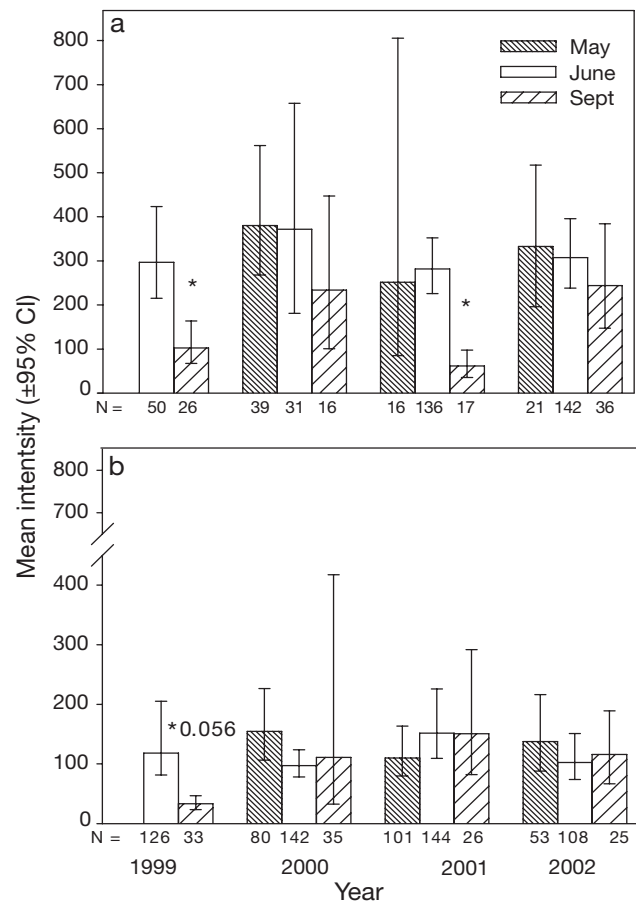 a
May
June
Sept
800
700
600
500
400
300
200
100
0
*
*
N = 50 26 39 31 16 16 136 17 21 142 36
Mean intentsity (±95% CI)
b
800
700
400
300
200
100
0
*0.056
N = 126 33 80 142 35 101 144 26 53 108 25
1999 2000 2001 2002
Year